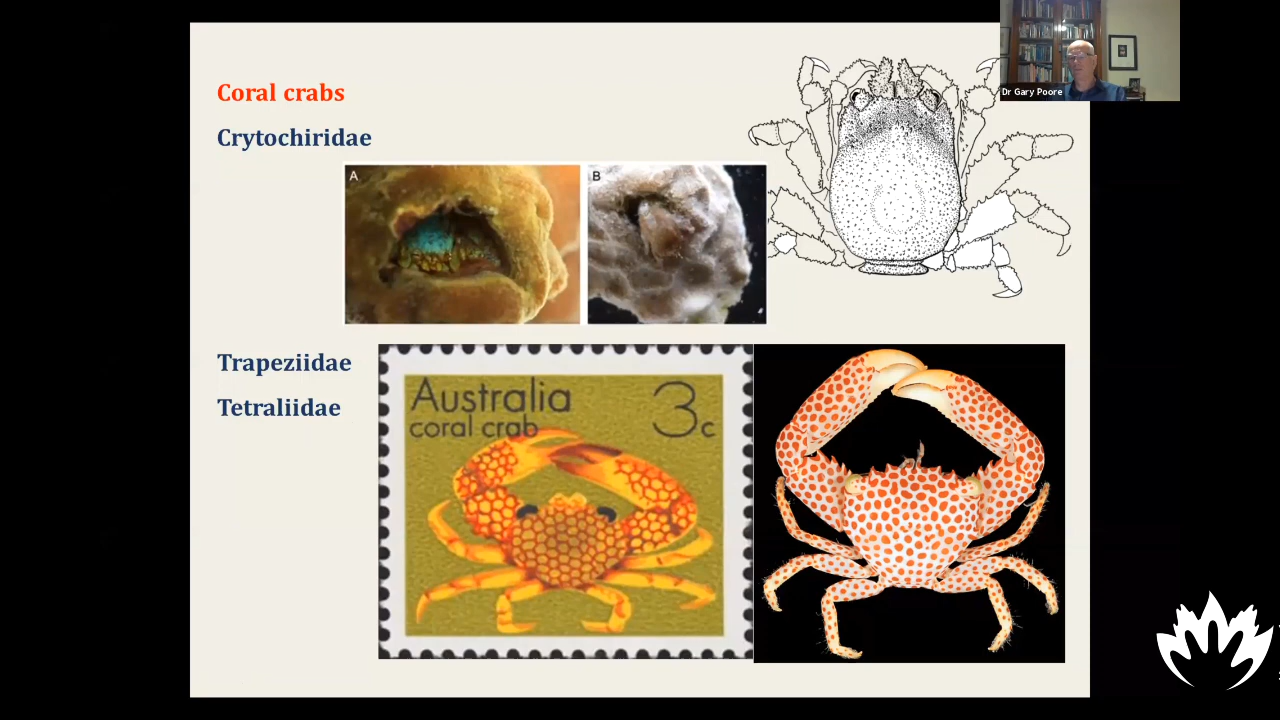 Coral crabs
Crytochiridae
Dr Gary Poore
A
B
Trapeziidae
Tetraliidae
Australia
coral crab
3c